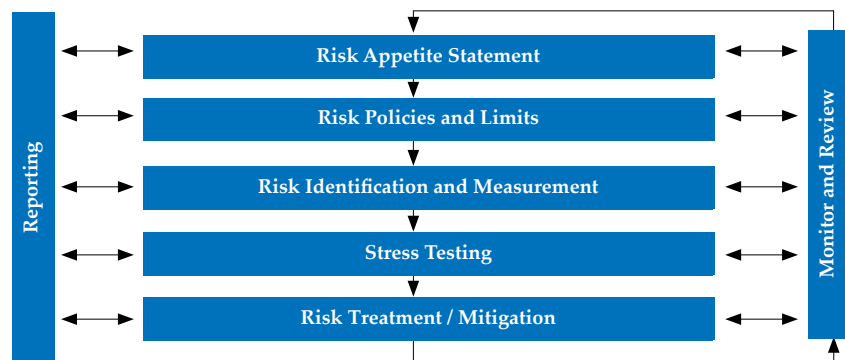 Reporting
Risk Appetite Statement
Risk Policies and Limits
Risk Identification and Measurement
Stress Testing
Risk Treatment / Mitigation
Monitor and Review